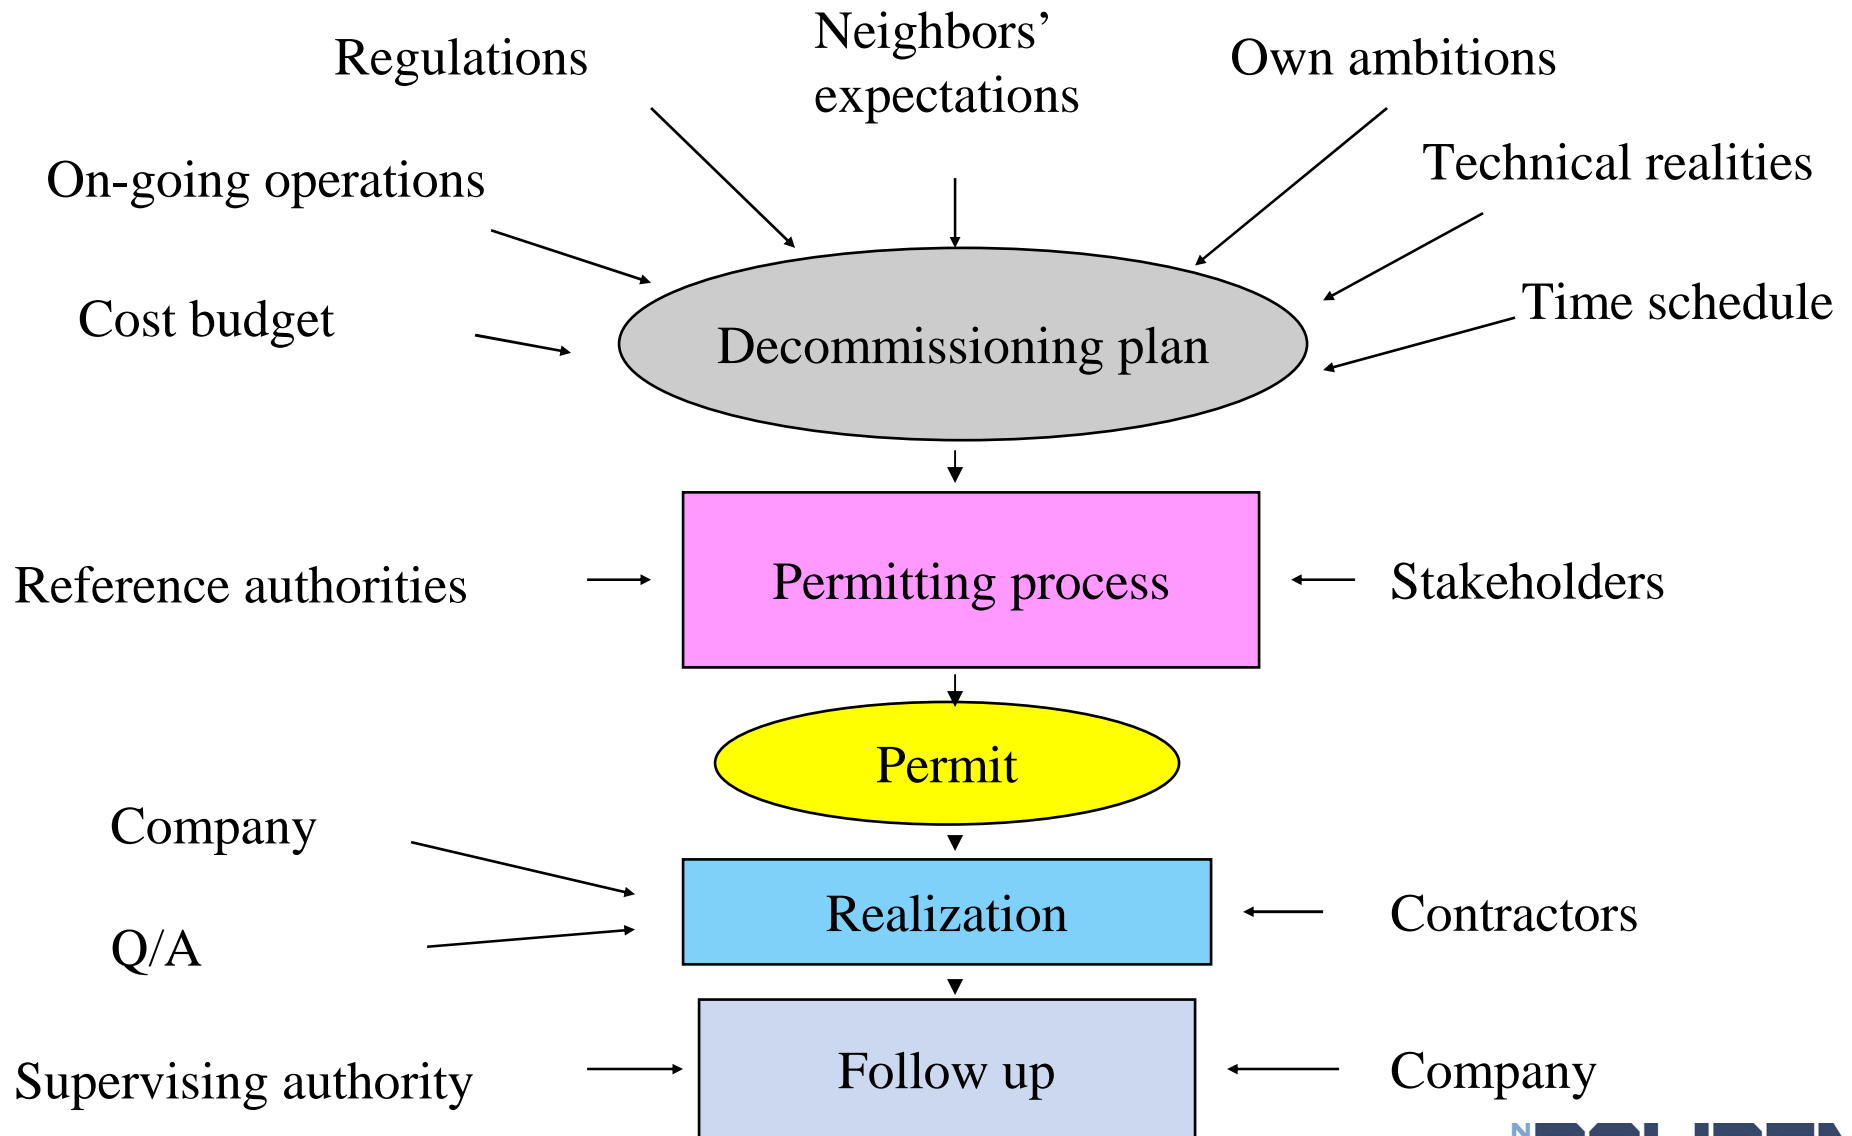 Neighbors’
expectations
Regulations
Own ambitions
On-going operations
Technical realities
Cost budget
Time schedule
Decommissioning plan
Reference authorities
Permitting process
Stakeholders
Permit
Company
Q/A
Realization
Contractors
Supervising authority
Follow up
Company